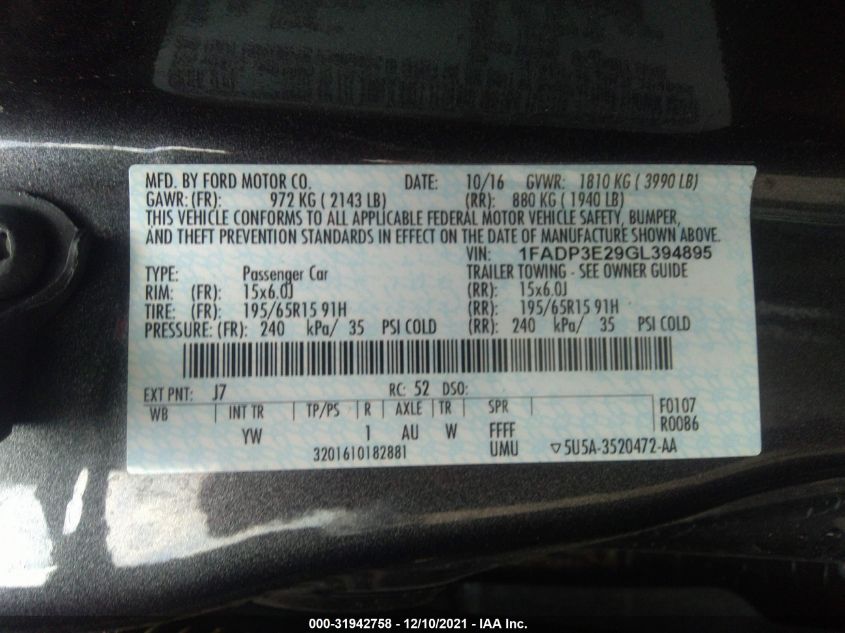 MFD. BY FORD MOTOR CO. DATE: 10/16 GVWR: 1810 KG ( 3990 LB)
GAWR: (FR): 972 KG ( 2143 LB) (RR): 880 KG ( 1940 LB)
THIS VEHICLE CONFORMS TO ALL APPLICABLE FEDERAL MOTOR VEHICLE SAFETY, BUMPER,
AND THEFT PREVENTION STANDARDS IN EFFECT ON THE DATE OF MANUFACTURE SHOWN ABOVE.
VIN: 1FADP3E29GL394895
TYPE: Passenger Car TRAILER TOWING - SEE OWNER GUIDE
RIM: (FR): 15x6.0J (RR): 15x6.0J
TIRE: (FR): 195/65R15 91H (RR): 195/65R15 91H
PRESSURE: (FR): 240 kPa/ 35 PSI COLD (RR): 240 kPa/ 35 PSI COLD
EXT PNT: J7 RC: 52 DSO:
WB INT TR TP/PS R AXLE TR SPR F0107
YW 1 AU W FFFF R0086
3201610182881 UMU ▽5U5A-3520472-AA
000-31942758 - 12/10/2021 - IAA Inc.